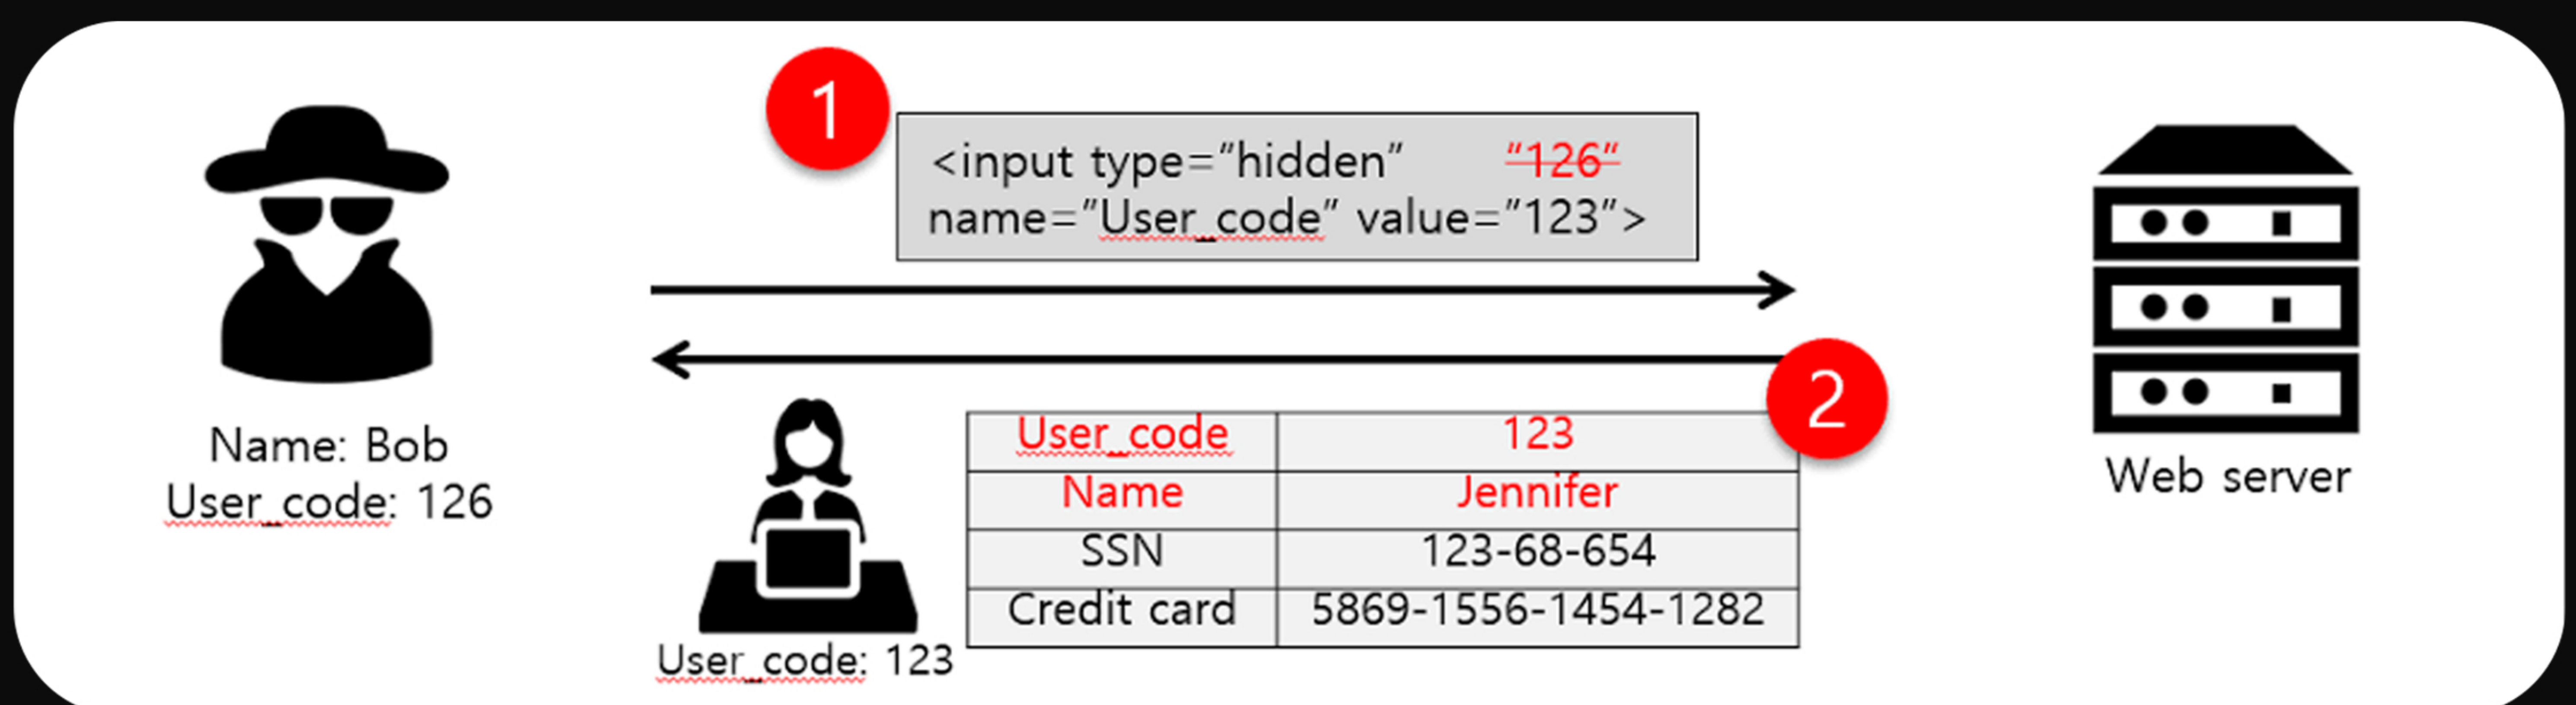 1
<input type="hidden" "126"
name="User_code" value="123">
Name: Bob
User_code: 126
2
User_code 123
Name Jennifer
SSN 123-68-654
Credit card 5869-1556-1454-1282
User_code: 123
Web server